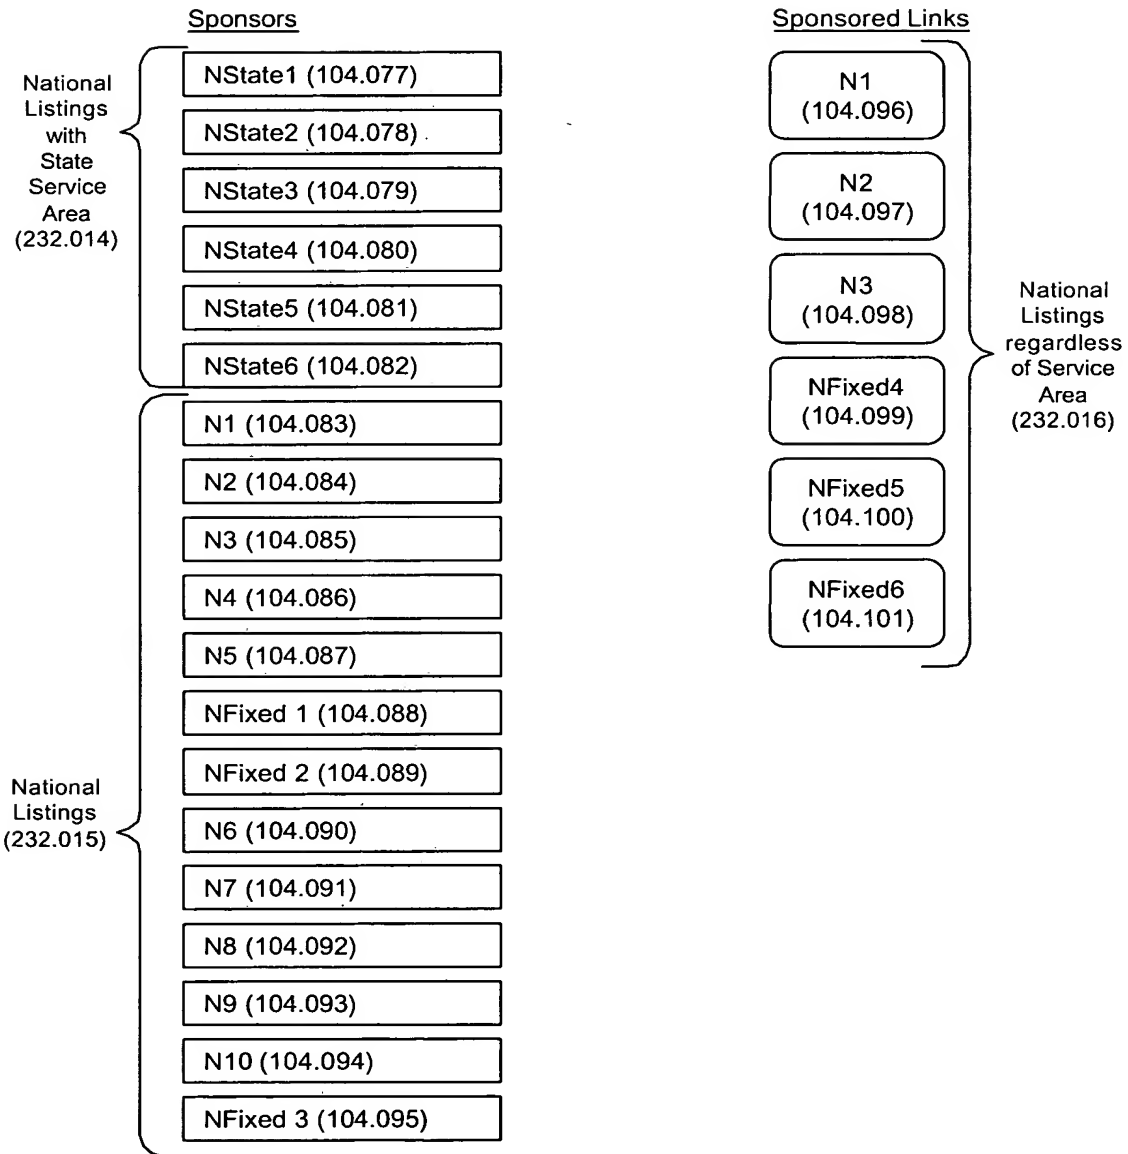 Sponsors
National
Listings
with
State
Service
Area
(232.014)
NState1 (104.077)
NState2 (104.078)
NState3 (104.079)
NState4 (104.080)
NState5 (104.081)
NState6 (104.082)
National
Listings
(232.015)
N1 (104.083)
N2 (104.084)
N3 (104.085)
N4 (104.086)
N5 (104.087)
NFixed 1 (104.088)
NFixed 2 (104.089)
N6 (104.090)
N7 (104.091)
N8 (104.092)
N9 (104.093)
N10 (104.094)
NFixed 3 (104.095)
Sponsored Links
N1
(104.096)
N2
(104.097)
N3
(104.098)
NFixed4
(104.099)
NFixed5
(104.100)
NFixed6
(104.101)
National
Listings
regardless
of Service
Area
(232.016)